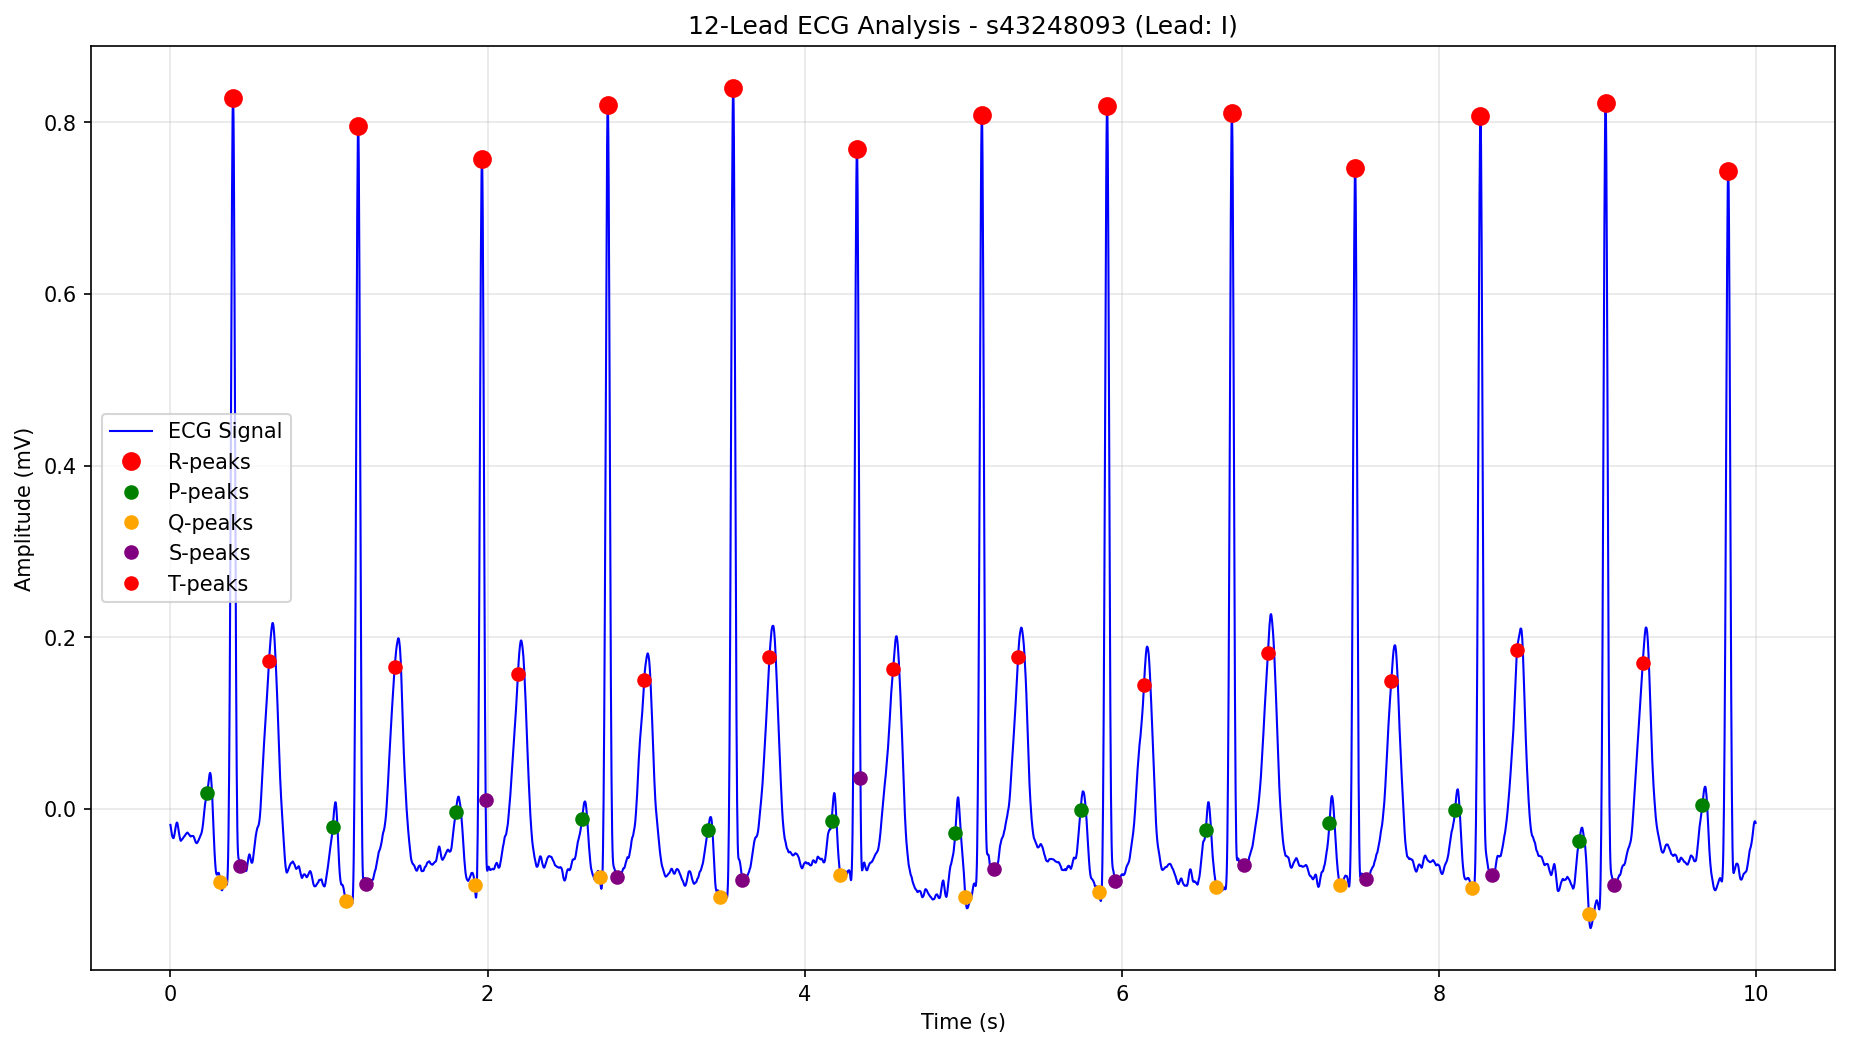 12-Lead ECG Analysis - s43248093 (Lead: I)
Amplitude (mV)
0.8
0.6
0.4
0.2
0.0
ECG Signal
R-peaks
P-peaks
Q-peaks
S-peaks
T-peaks
0 2 4 6 8 10
Time (s)